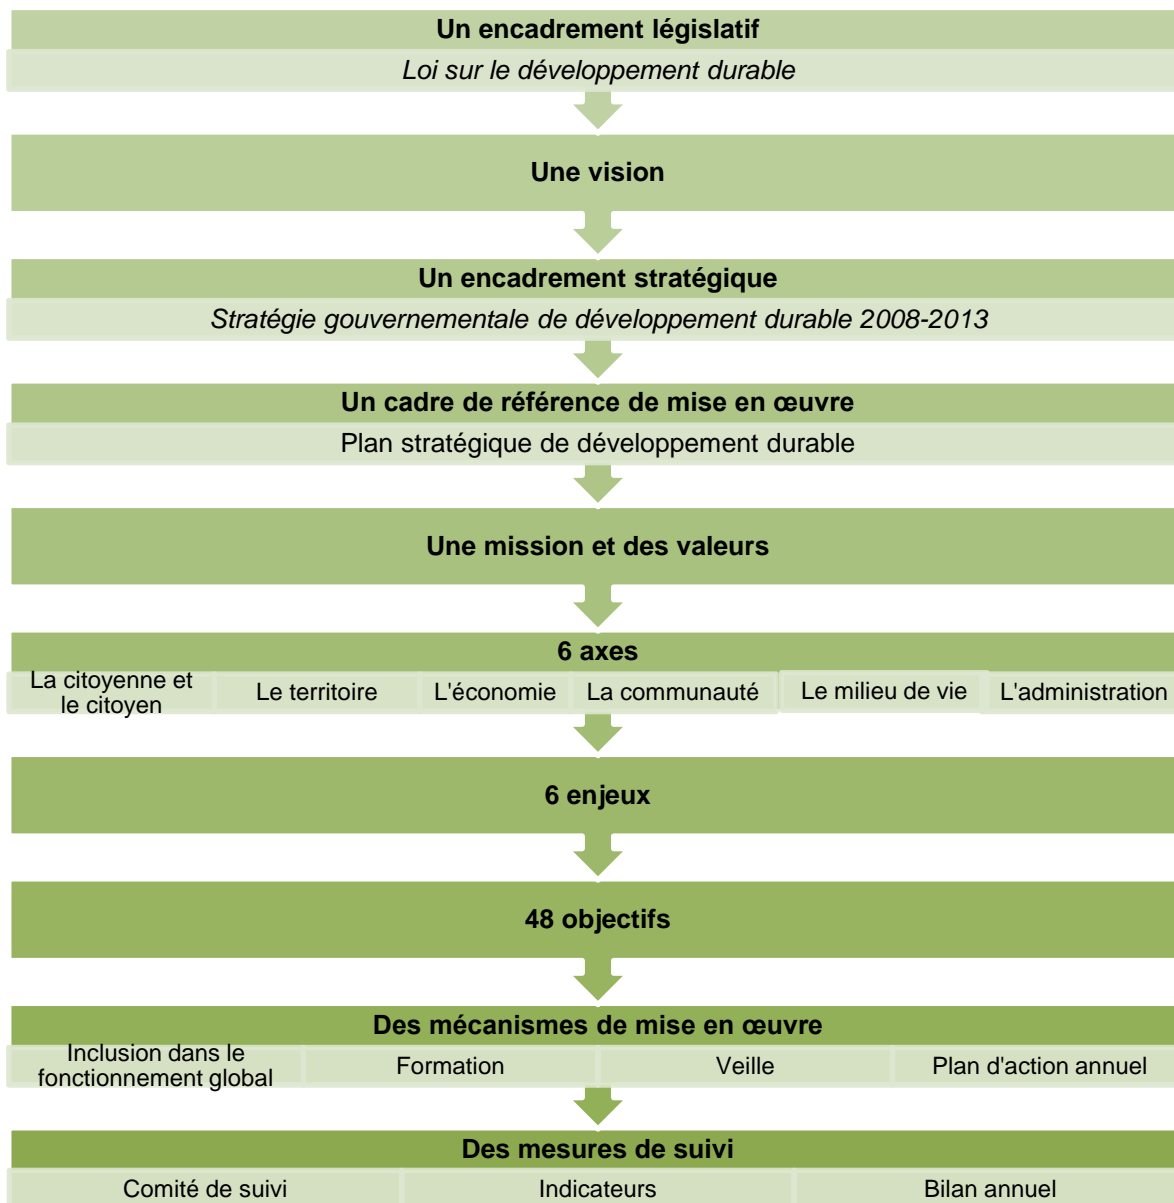 Un encadrement législatif
Loi sur le développement durable
Une vision
Un encadrement stratégique
Stratégie gouvernementale de développement durable 2008-2013
Un cadre de référence de mise en œuvre
Plan stratégique de développement durable
Une mission et des valeurs
6 axes
La citoyenne et
le citoyen
Le territoire
L'économie
La communauté
Le milieu de vie
L'administration
6 enjeux
48 objectifs
Des mécanismes de mise en œuvre
Inclusion dans le
fonctionnement global
Formation
Veille
Plan d'action annuel
Des mesures de suivi
Comité de suivi
Indicateurs
Bilan annuel